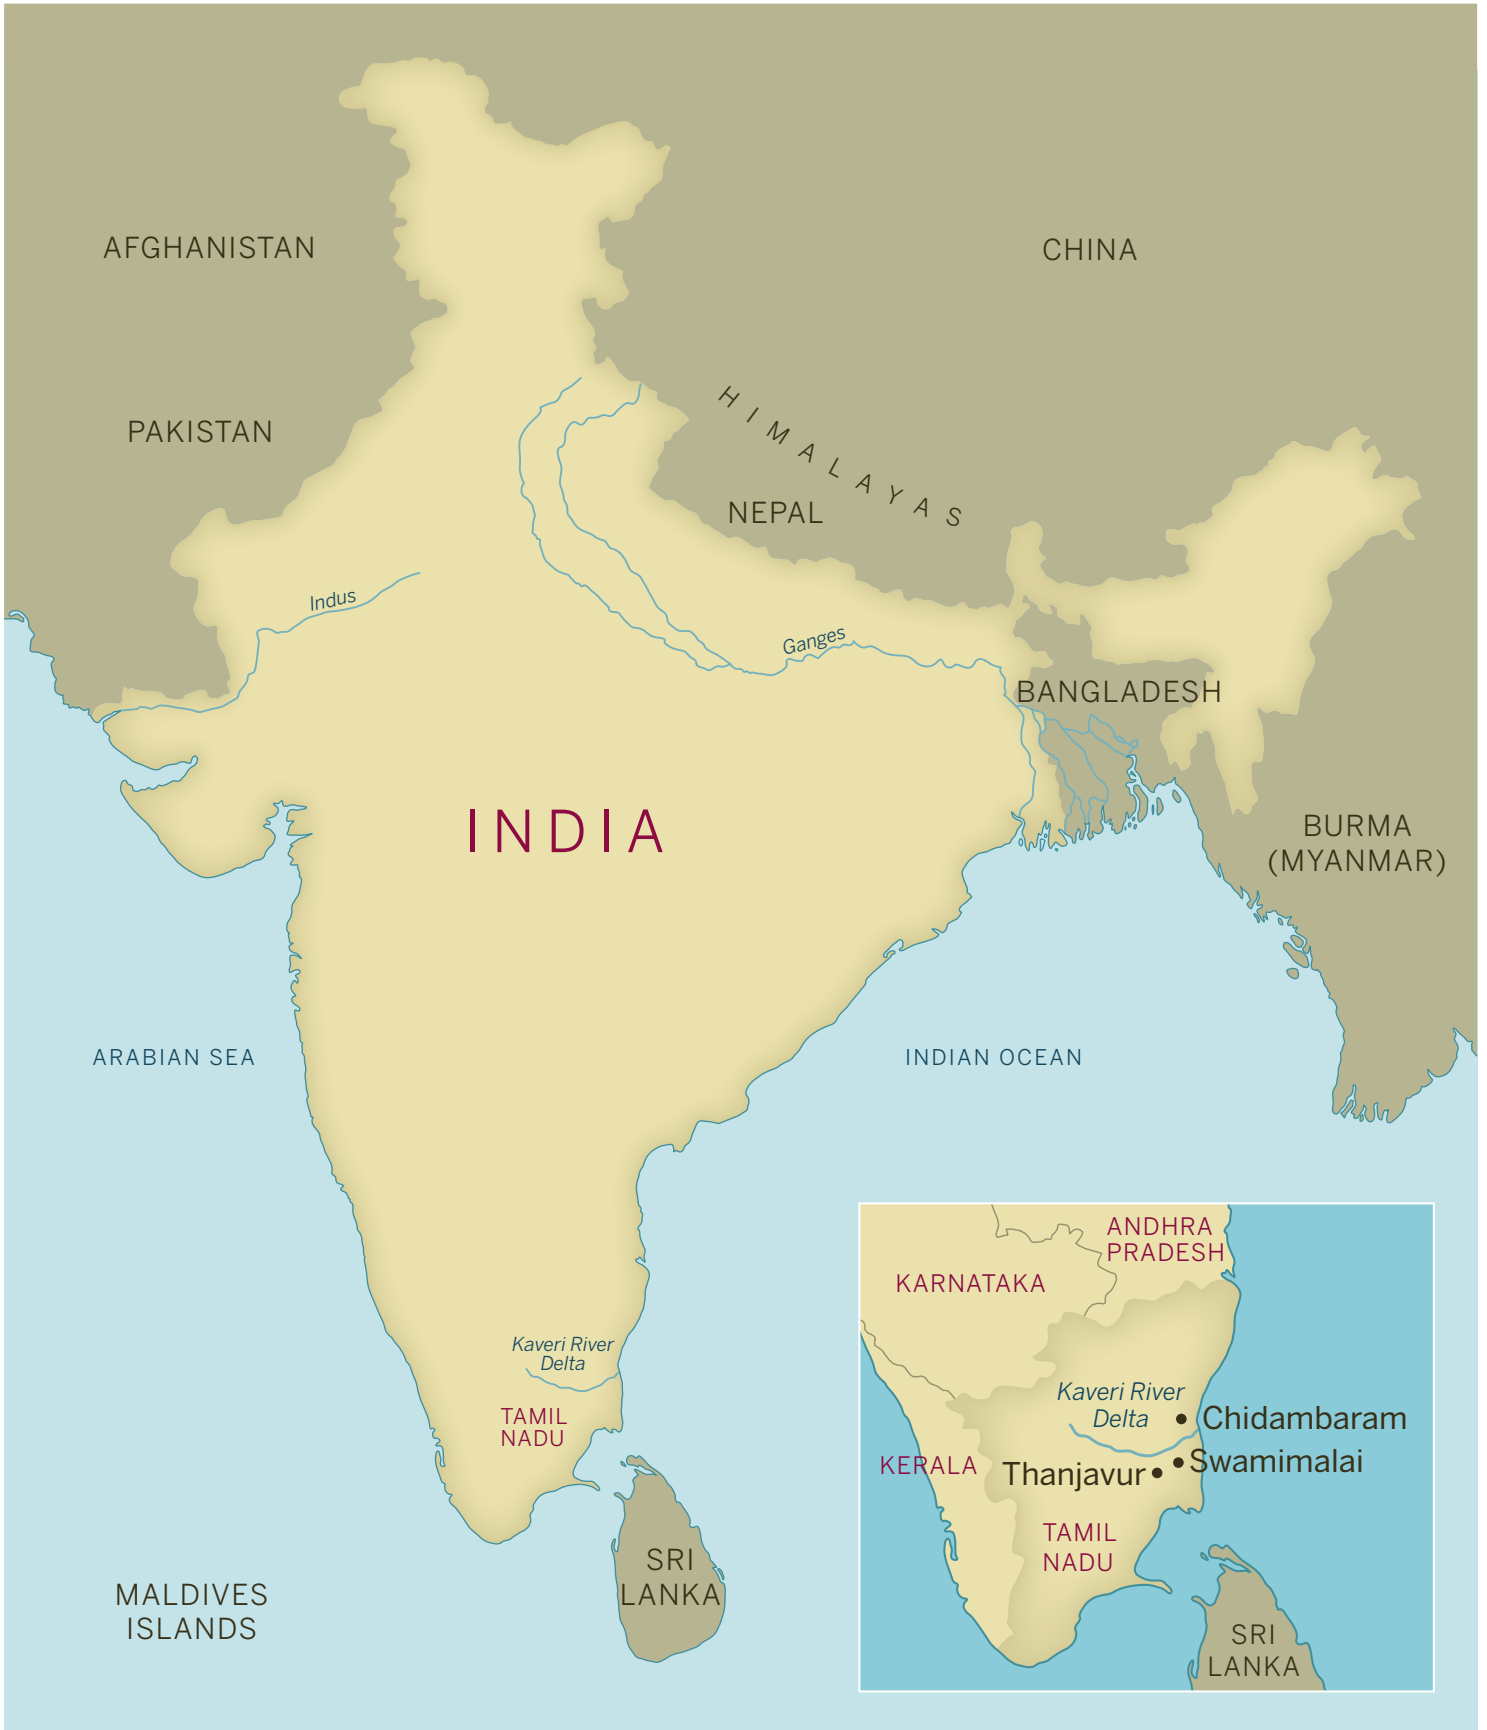 AFGHANISTAN
CHINA
PAKISTAN
HIMALAYAS
NEPAL
Indus
Ganges
BANGLADESH
INDIA
BURMA
(MYANMAR)
ARABIAN SEA
INDIAN OCEAN
Kaveri River
Delta
TAMIL
NADU
SRI
LANKA
MALDIVES
ISLANDS
ANDHRA
PRADESH
KARNATAKA
Kaveri River
Delta
Chidambaram
KERALA
Thanjavur
Swamimalai
TAMIL
NADU
SRI
LANKA